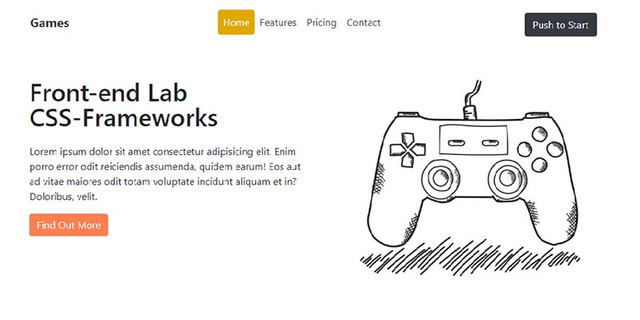 Games
Home Features Pricing Contact
Push to Start
Front-end Lab
CSS-Frameworks
Lorem ipsum dolor sit amet consectetur adipisicing elit. Enim
porro error odit reiciendis assumenda, quidem earum! Eos aut
ad vitae maiores odit totam voluptate incidunt aliquam et in?
Doloribus, velit.
Find Out More